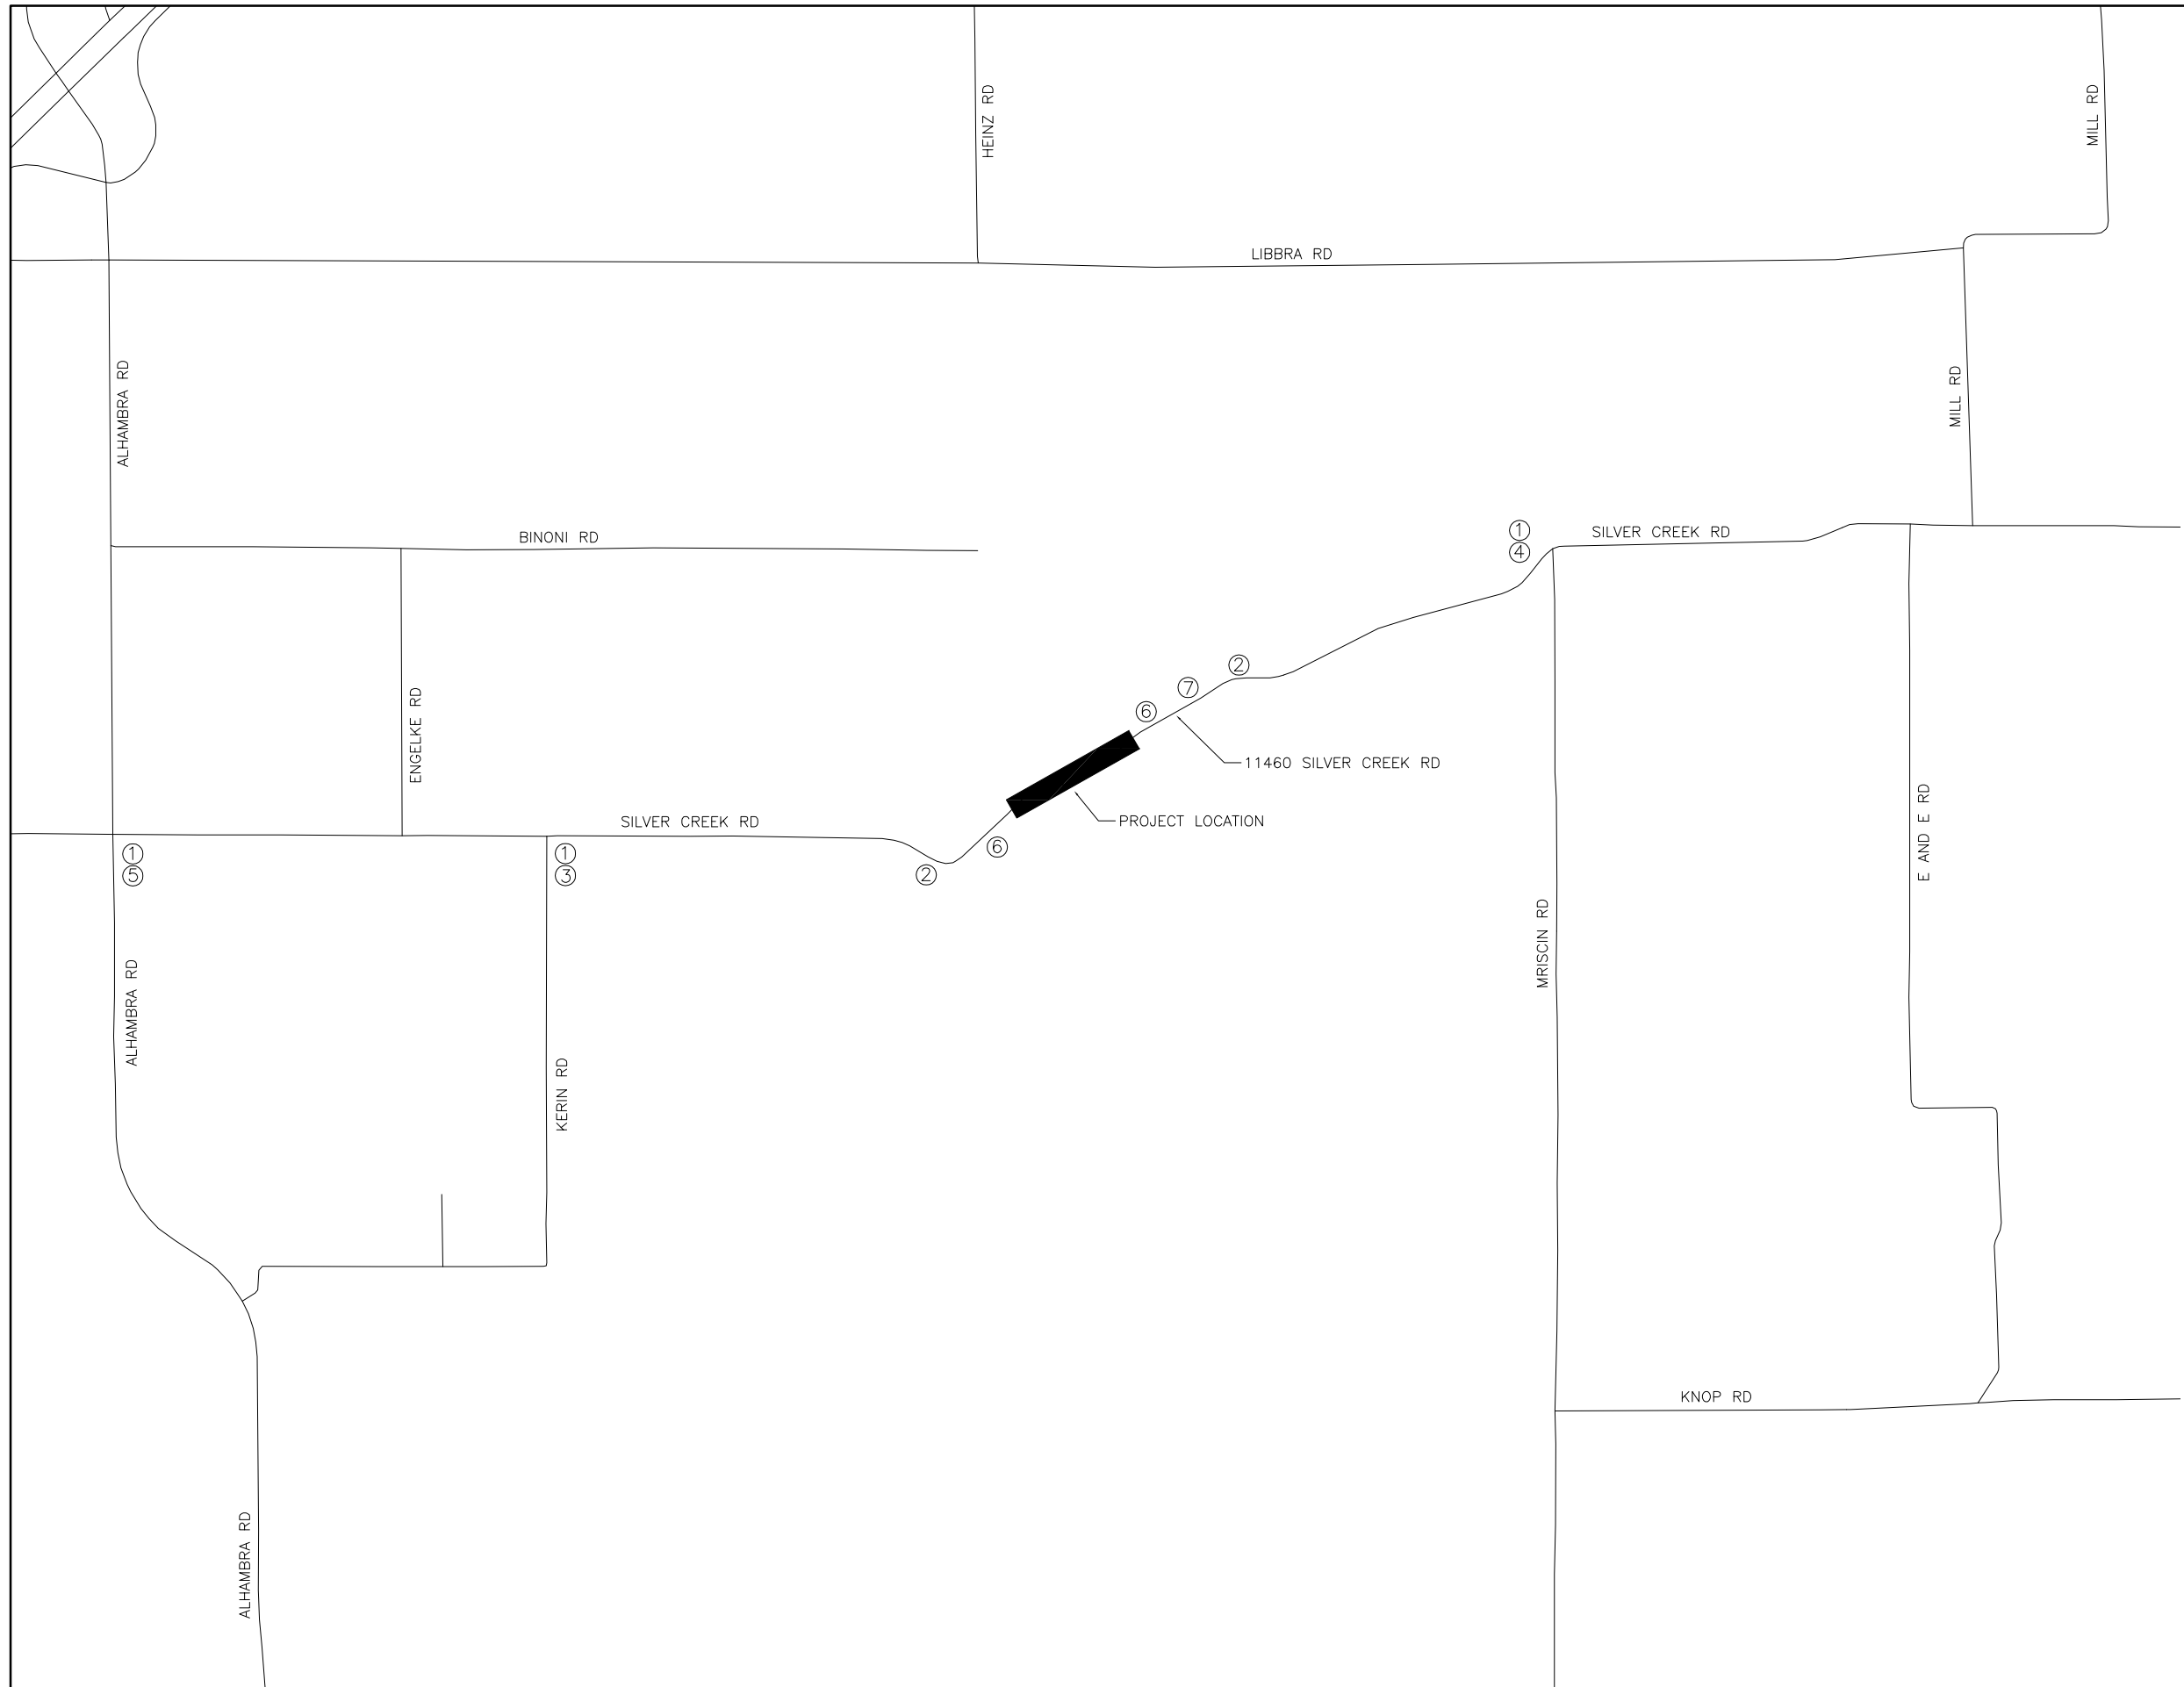 HEINZ RD
MILL RD
LIBBRA RD
ALHAMBRA RD
MILL RD
BINONI RD
1
4
SILVER CREEK RD
2
7
6
ENGELKE RD
11460 SILVER CREEK RD
PROJECT LOCATION
SILVER CREEK RD
E AND E RD
1
5
1
3
6
2
MRISCIN RD
ALHAMBRA RD
KERIN RD
KNOP RD
ALHAMBRA RD